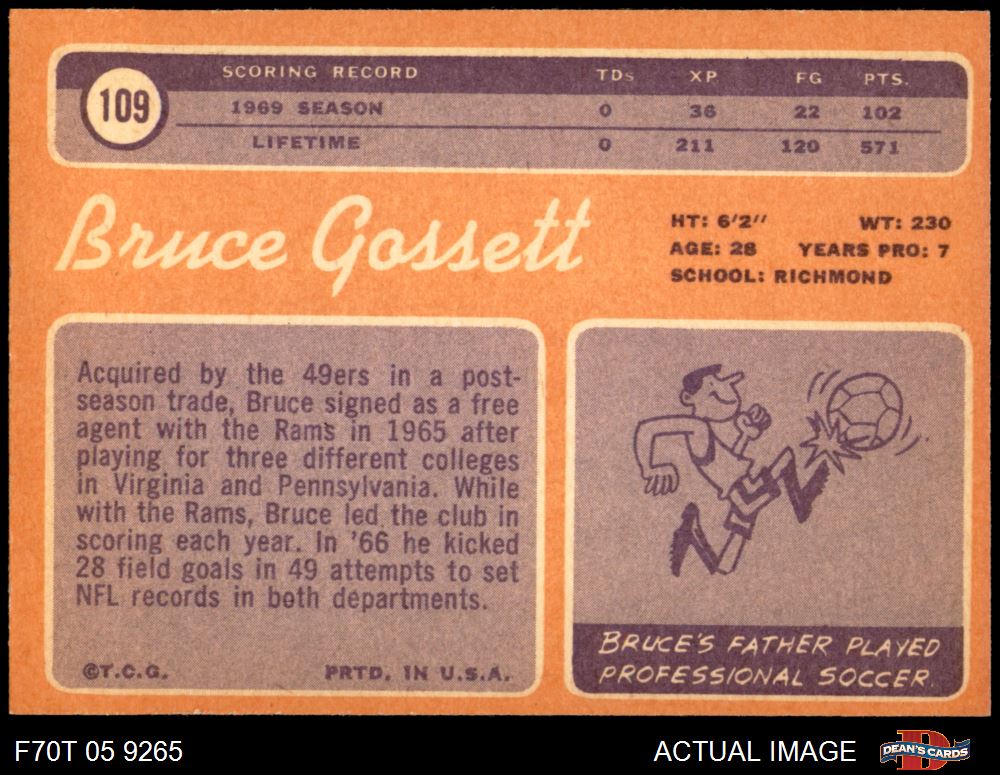 109
SCORING RECORD TDs XP FG PTS.
1969 SEASON 0 36 22 102
LIFETIME 0 211 120 571
Bruce Gossett
HT: 6'2" WT: 230
AGE: 28 YEARS PRO: 7
SCHOOL: RICHMOND
Acquired by the 49ers in a post-
season trade, Bruce signed as a free
agent with the Rams in 1965 after
playing for three different colleges
in Virginia and Pennsylvania. While
with the Rams, Bruce led the club in
scoring each year. In '66 he kicked
28 field goals in 49 attempts to set
NFL records in both departments.
©T.C.G. PRTD. IN U.S.A.
BRUCE'S FATHER PLAYED
PROFESSIONAL SOCCER.
F70T 05 9265 ACTUAL IMAGE DEAN'S CARDS